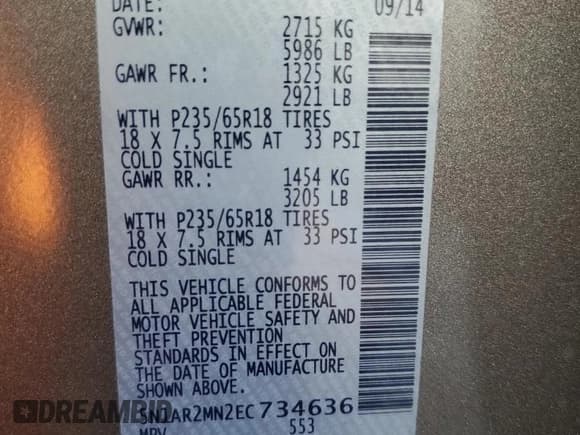 DATE: 09/14
GVWR: 2715 KG
5986 LB
GAWR FR.: 1325 KG
2921 LB
WITH P235/65R18 TIRES
18 X 7.5 RIMS AT 33 PSI
COLD SINGLE
GAWR RR.: 1454 KG
3205 LB
WITH P235/65R18 TIRES
18 X 7.5 RIMS AT 33 PSI
COLD SINGLE
THIS VEHICLE CONFORMS TO
ALL APPLICABLE FEDERAL
MOTOR VEHICLE SAFETY AND
THEFT PREVENTION
STANDARDS IN EFFECT ON
THE DATE OF MANUFACTURE
SHOWN ABOVE.
5N1AR2MN2EC734636
MPV 553
DREAMBID